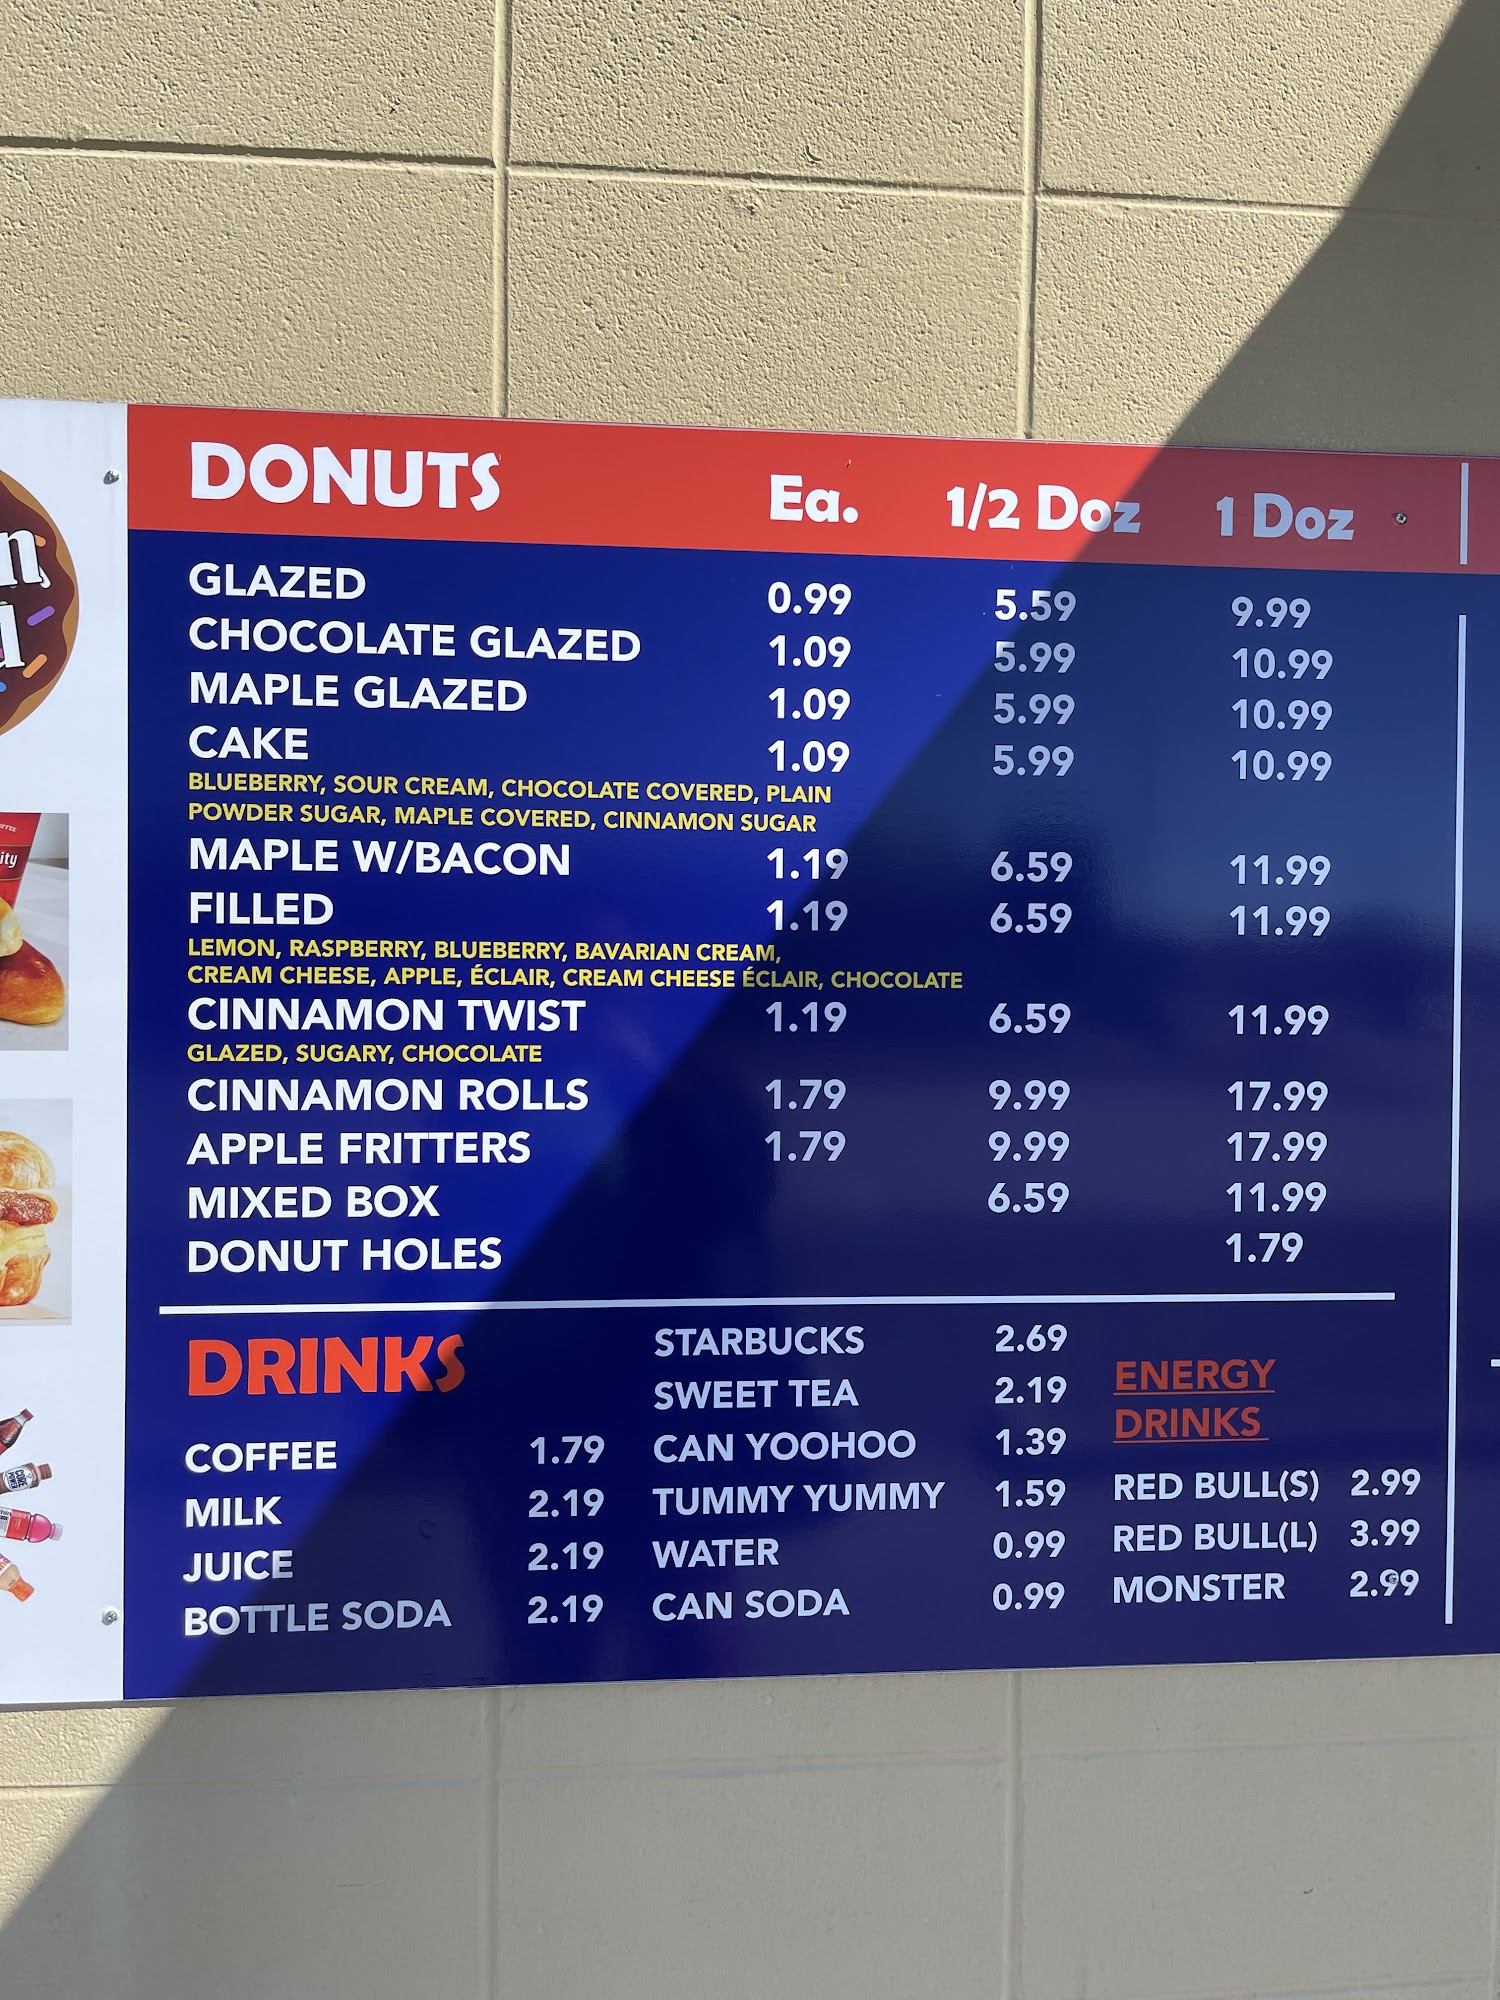 DONUTS Ea. 1/2 Doz 1 Doz
GLAZED 0.99 5.59 9.99
CHOCOLATE GLAZED 1.09 5.99 10.99
MAPLE GLAZED 1.09 5.99 10.99
CAKE 1.09 5.99 10.99
BLUEBERRY, SOUR CREAM, CHOCOLATE COVERED, PLAIN
POWDER SUGAR, MAPLE COVERED, CINNAMON SUGAR
MAPLE W/BACON 1.19 6.59 11.99
FILLED 1.19 6.59 11.99
LEMON, RASPBERRY, BLUEBERRY, BAVARIAN CREAM,
CREAM CHEESE, APPLE, ÉCLAIR, CREAM CHEESE ÉCLAIR, CHOCOLATE
CINNAMON TWIST 1.19 6.59 11.99
GLAZED, SUGARY, CHOCOLATE
CINNAMON ROLLS 1.79 9.99 17.99
APPLE FRITTERS 1.79 9.99 17.99
MIXED BOX 6.59 11.99
DONUT HOLES 1.79
DRINKS
COFFEE 1.79
MILK 2.19
JUICE 2.19
BOTTLE SODA 2.19
STARBUCKS 2.69
SWEET TEA 2.19
CAN YOOHOO 1.39
TUMMY YUMMY 1.59
WATER 0.99
CAN SODA 0.99
ENERGY
DRINKS
RED BULL(S) 2.99
RED BULL(L) 3.99
MONSTER 2.99